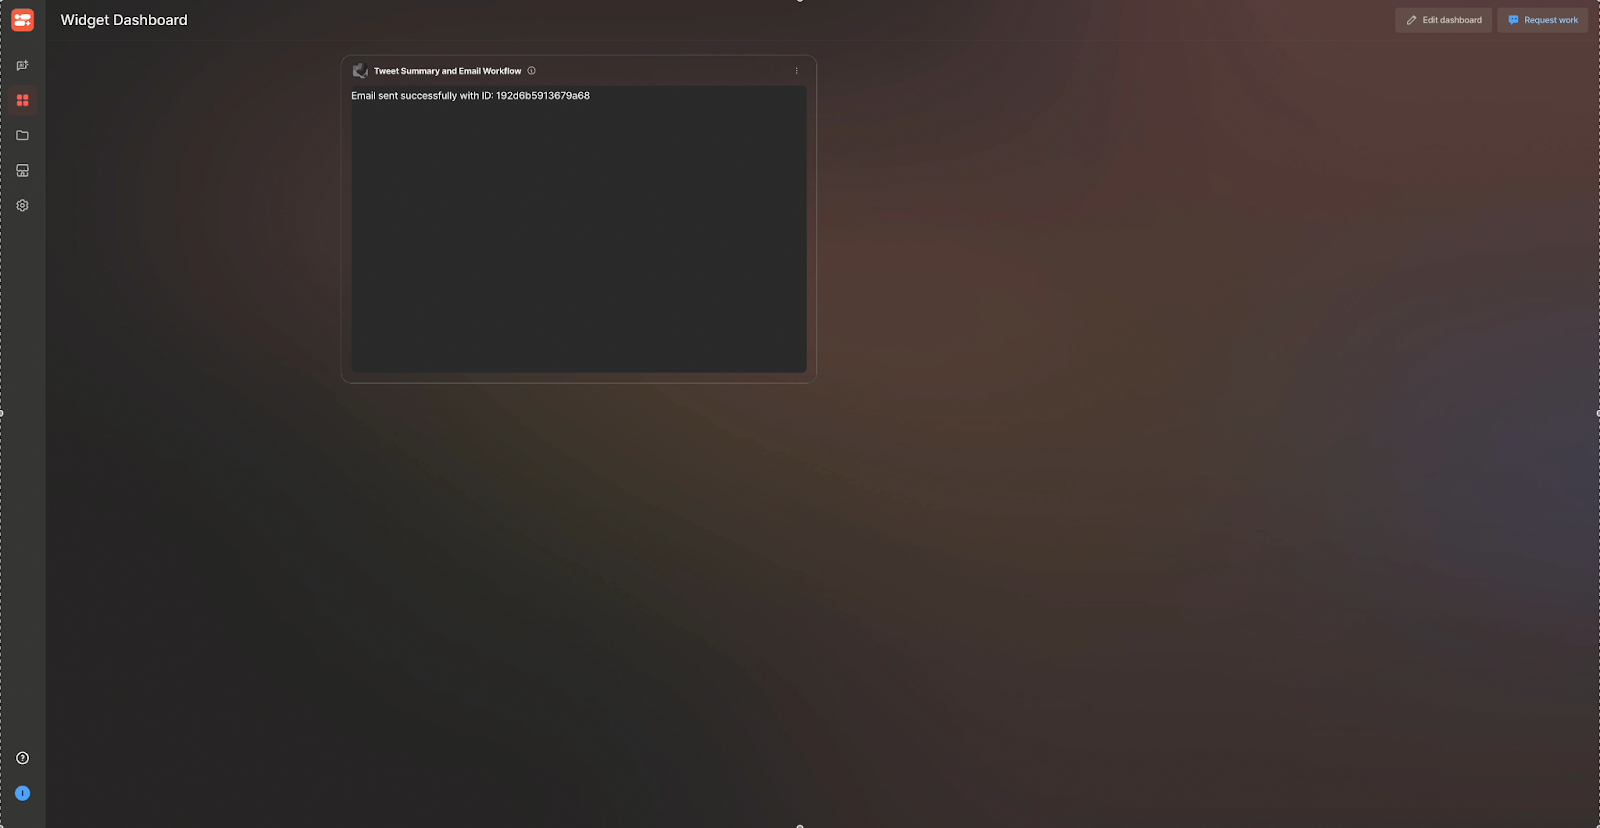 Widget Dashboard
Edit dashboard
Request work
Tweet Summary and Email Workflow
Email sent successfully with ID: 192d6b5913679a68
I